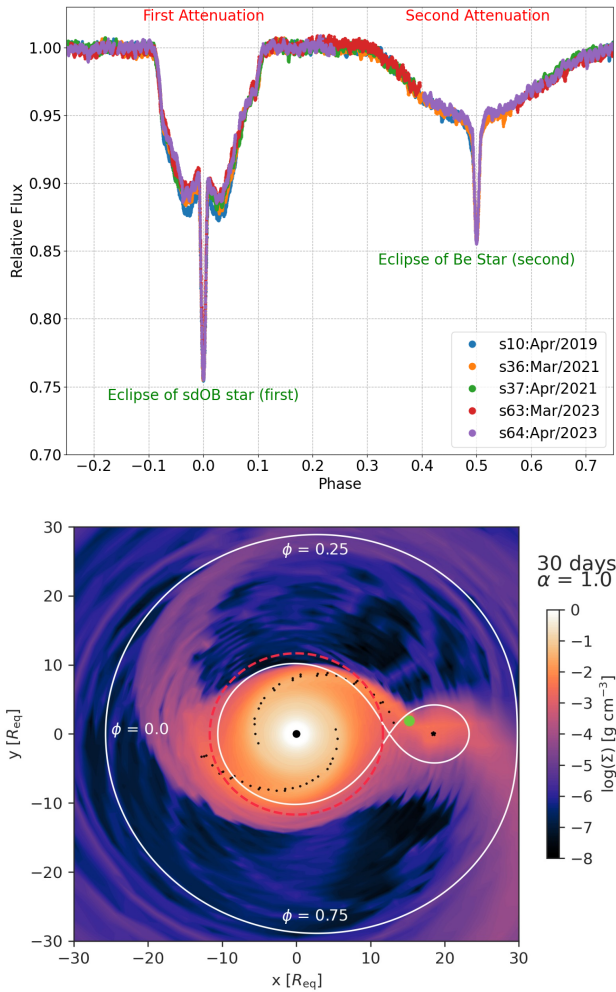 First Attenuation
Second Attenuation
1.00
0.95
0.90
0.85
0.80
0.75
0.70
Relative Flux
Eclipse of Be Star (second)
Eclipse of sdOB star (first)
s10:Apr/2019
s36:Mar/2021
s37:Apr/2021
s63:Mar/2023
s64:Apr/2023
−0.2 −0.1 0.0 0.1 0.2 0.3 0.4 0.5 0.6 0.7
Phase
30
20
10
0
−10
−20
−30
y [R_eq]
ϕ = 0.25
ϕ = 0.0
ϕ = 0.75
−30 −20 −10 0 10 20 30
x [R_eq]
30 days
α = 1.0
0
−1
−2
−3
−4
−5
−6
−7
−8
log(Σ) [g cm⁻³]